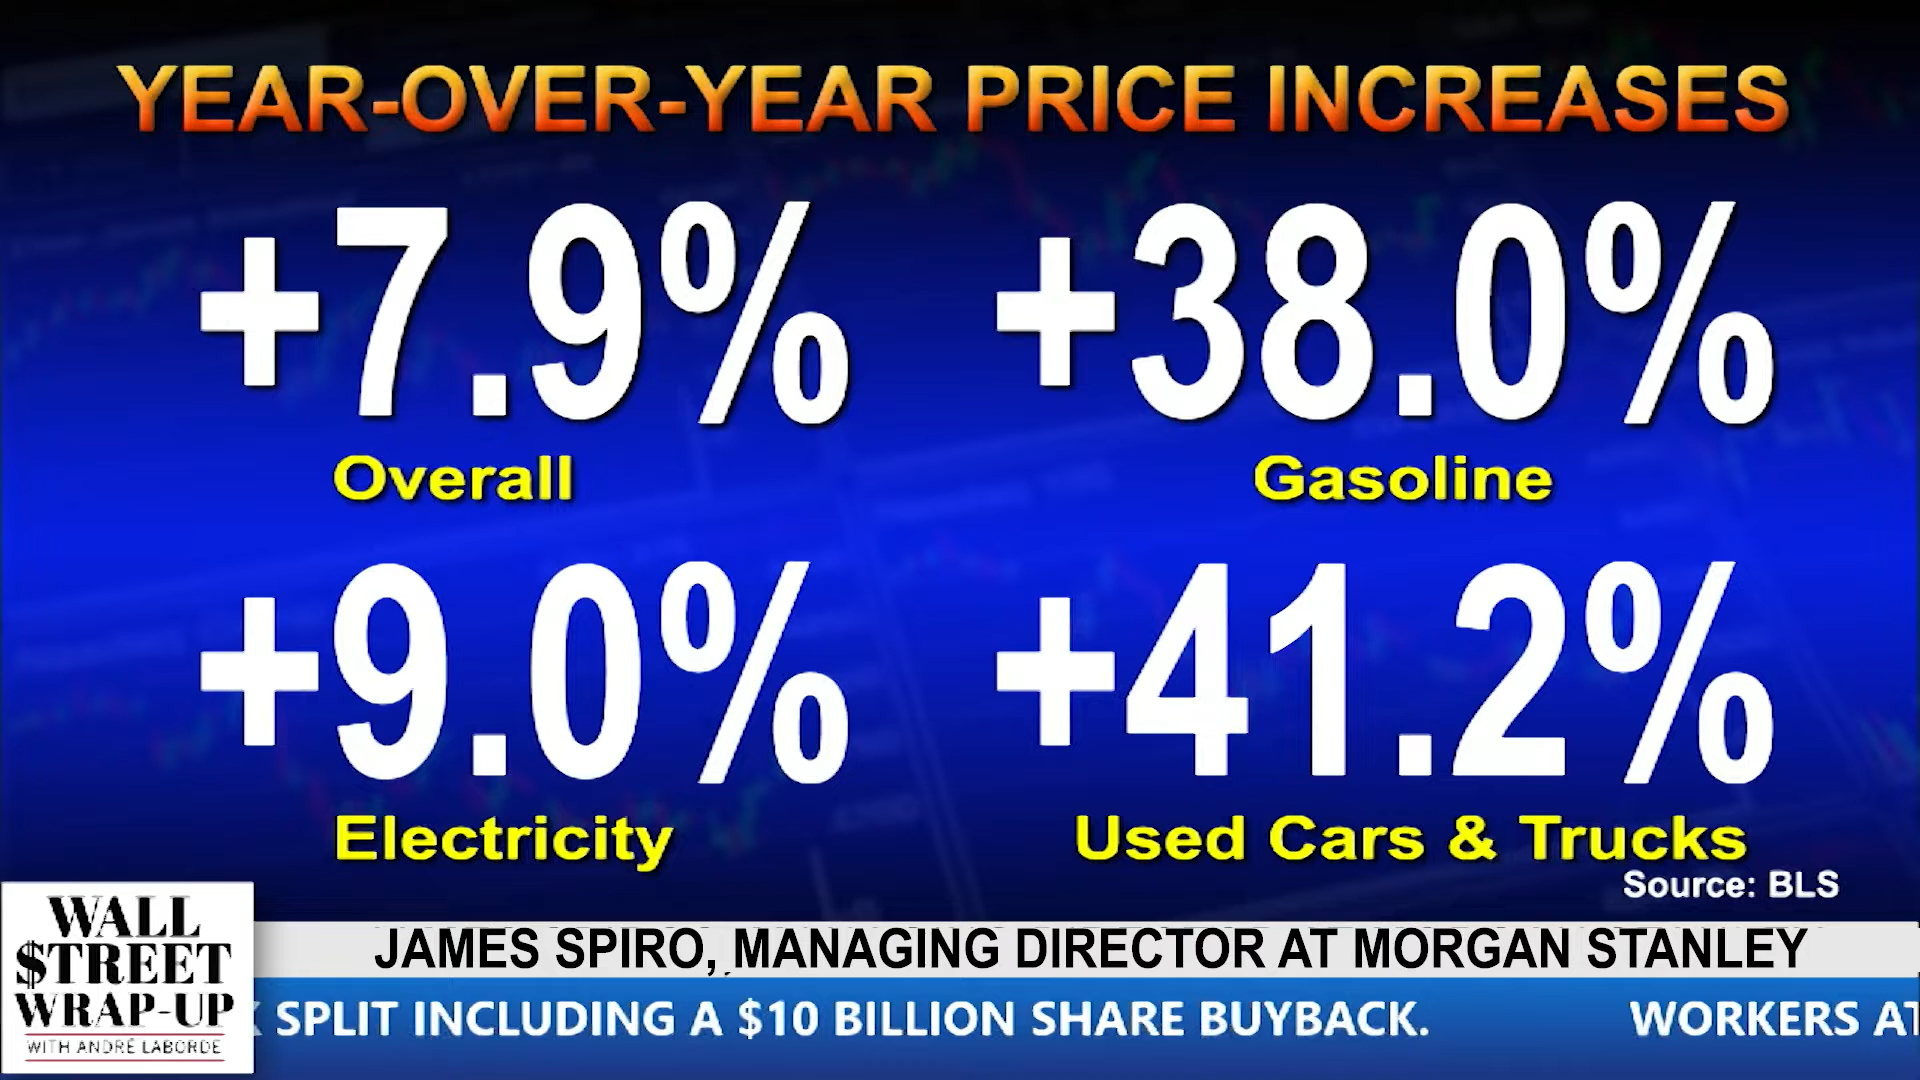 YEAR-OVER-YEAR PRICE INCREASES
+7.9%
Overall
+38.0%
Gasoline
+9.0%
Electricity
+41.2%
Used Cars & Trucks
Source: BLS
WALL
$TREET
WRAP-UP
WITH ANDRÉ LABORDE
JAMES SPIRO, MANAGING DIRECTOR AT MORGAN STANLEY
SPLIT INCLUDING A $10 BILLION SHARE BUYBACK. WORKERS AT